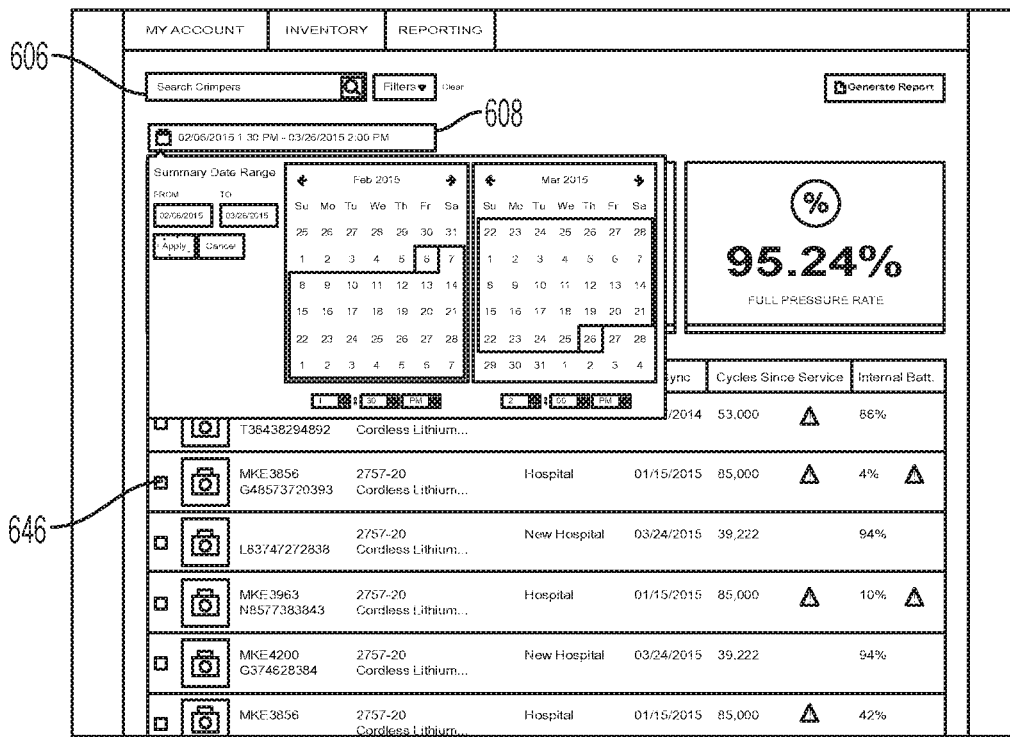 MY ACCOUNT INVENTORY REPORTING
606
Search Crimpers Filters Clear Generate Report
608
02/06/2015 1:30 PM - 03/26/2015 2:00 PM
Summary Date Range
FROM TO
02/06/2015 03/26/2015
Apply Cancel
Feb 2015
Su Mo Tu We Th Fr Sa
25 26 27 28 29 30 31
1 2 3 4 5 6 7
8 9 10 11 12 13 14
15 16 17 18 19 20 21
22 23 24 25 26 27 28
1 2 3 4 5 6 7
1 : 30 PM
Mar 2015
Su Mo Tu We Th Fr Sa
22 23 24 25 26 27 28
1 2 3 4 5 6 7
8 9 10 11 12 13 14
15 16 17 18 19 20 21
22 23 24 25 26 27 28
29 30 31 1 2 3 4
2 : 00 PM
%
95.24%
FULL PRESSURE RATE
ync Cycles Since Service Internal Batt.
/2014 53,000 86%
T36438294892 Cordless Lithium...
MKE3856 2757-20 Hospital 01/15/2015 85,000 4%
G48573720393 Cordless Lithium...
646
2757-20 New Hospital 03/24/2015 39,222 94%
L83747272838 Cordless Lithium...
MKE3963 2757-20 Hospital 01/15/2015 85,000 10%
N8577383843 Cordless Lithium...
MKE4200 2757-20 New Hospital 03/24/2015 39,222 94%
G374628384 Cordless Lithium...
MKE3856 2757-20 Hospital 01/15/2015 85,000 42%
Cordless Lithium...